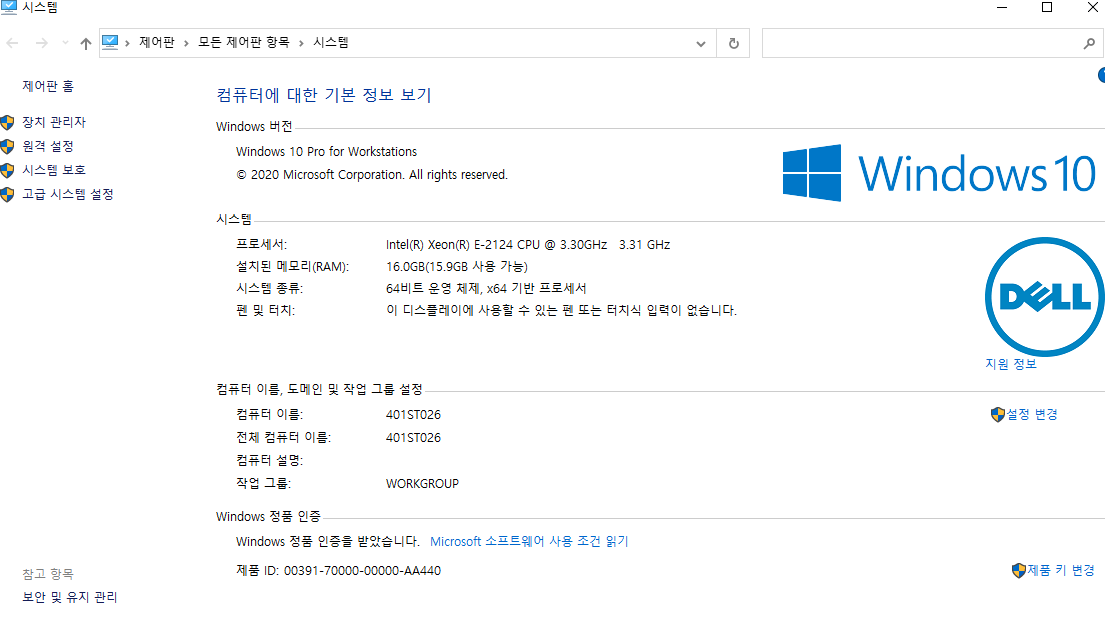 시스템
제어판 › 모든 제어판 항목 › 시스템
제어판 홈
장치 관리자
원격 설정
시스템 보호
고급 시스템 설정
컴퓨터에 대한 기본 정보 보기
Windows 버전
Windows 10 Pro for Workstations
© 2020 Microsoft Corporation. All rights reserved.
Windows 10
시스템
프로세서: Intel(R) Xeon(R) E-2124 CPU @ 3.30GHz 3.31 GHz
설치된 메모리(RAM): 16.0GB(15.9GB 사용 가능)
시스템 종류: 64비트 운영 체제, x64 기반 프로세서
펜 및 터치: 이 디스플레이에 사용할 수 있는 펜 또는 터치식 입력이 없습니다.
DELL
지원 정보
컴퓨터 이름, 도메인 및 작업 그룹 설정
컴퓨터 이름: 401ST026
설정 변경
전체 컴퓨터 이름: 401ST026
컴퓨터 설명:
작업 그룹: WORKGROUP
Windows 정품 인증
Windows 정품 인증을 받았습니다. Microsoft 소프트웨어 사용 조건 읽기
제품 ID: 00391-70000-00000-AA440
제품 키 변경
참고 항목
보안 및 유지 관리